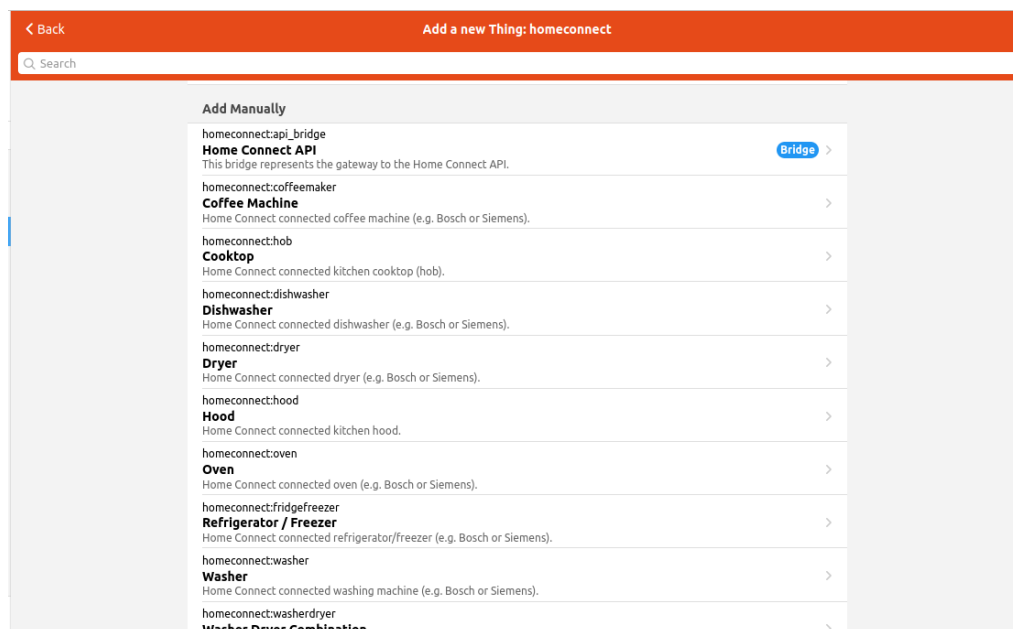 Back
Add a new Thing: homeconnect
Search
Add Manually
homeconnect:api_bridge
Home Connect API
Bridge
This bridge represents the gateway to the Home Connect API.
homeconnect:coffeemaker
Coffee Machine
Home Connect connected coffee machine (e.g. Bosch or Siemens).
homeconnect:hob
Cooktop
Home Connect connected kitchen cooktop (hob).
homeconnect:dishwasher
Dishwasher
Home Connect connected dishwasher (e.g. Bosch or Siemens).
homeconnect:dryer
Dryer
Home Connect connected dryer (e.g. Bosch or Siemens).
homeconnect:hood
Hood
Home Connect connected kitchen hood.
homeconnect:oven
Oven
Home Connect connected oven (e.g. Bosch or Siemens).
homeconnect:fridgefreezer
Refrigerator / Freezer
Home Connect connected refrigerator/freezer (e.g. Bosch or Siemens).
homeconnect:washer
Washer
Home Connect connected washing machine (e.g. Bosch or Siemens).
homeconnect:washerdryer
Washer Dryer Combination